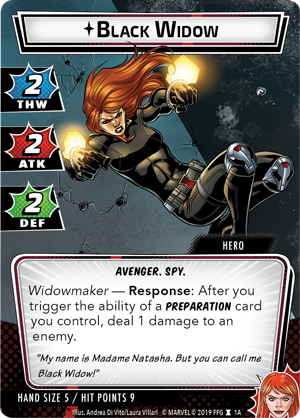 BLACK WIDOW
2
THW
2
ATK
2
DEF
HERO
AVENGER. SPY.
Widowmaker — Response: After you
trigger the ability of a PREPARATION card
you control, deal 1 damage to an
enemy.
"My name is Madame Natasha. But you can call
me Black Widow!"
HAND SIZE 5 / HIT POINTS 9
Illus. Andrea Di Vito/Laura Villari © MARVEL © 2019 FFG 1A